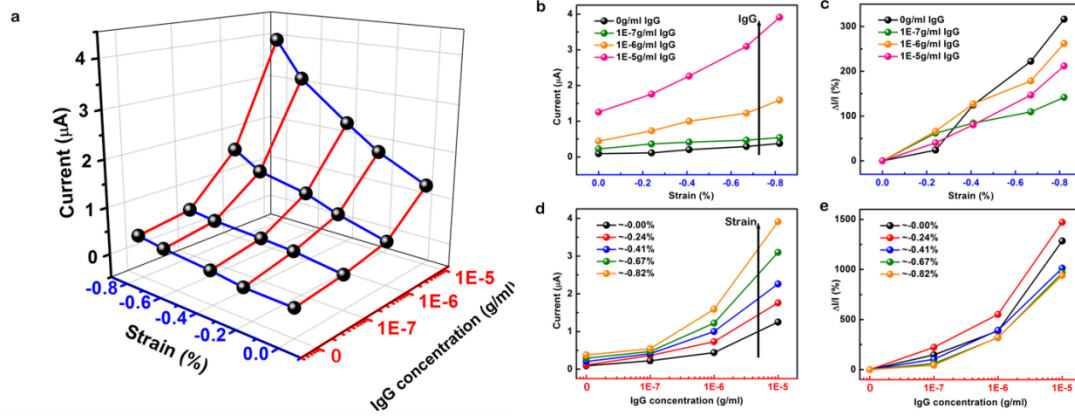 a
Current (μA)
4
3
2
1
0
-0.8
-0.6
-0.4
-0.2
0.0
Strain (%)
0
1E-7
1E-6
1E-5
IgG concentration (g/ml)
b
Current (μA)
4
3
2
1
0
0g/ml IgG
1E-7g/ml IgG
1E-6g/ml IgG
1E-5g/ml IgG
IgG
0.0 -0.2 -0.4 -0.6 -0.8
Strain (%)
c
ΔI/I (%)
300
200
100
0
0g/ml IgG
1E-7g/ml IgG
1E-6g/ml IgG
1E-5g/ml IgG
0.0 -0.2 -0.4 -0.6 -0.8
Strain (%)
d
Current (μA)
4
3
2
1
0
~-0.00%
~-0.24%
~-0.41%
~-0.67%
~-0.82%
Strain
0 1E-7 1E-6 1E-5
IgG concentration (g/ml)
e
ΔI/I (%)
1500
1000
500
0
~-0.00%
~-0.24%
~-0.41%
~-0.67%
~-0.82%
0 1E-7 1E-6 1E-5
IgG concentration (g/ml)